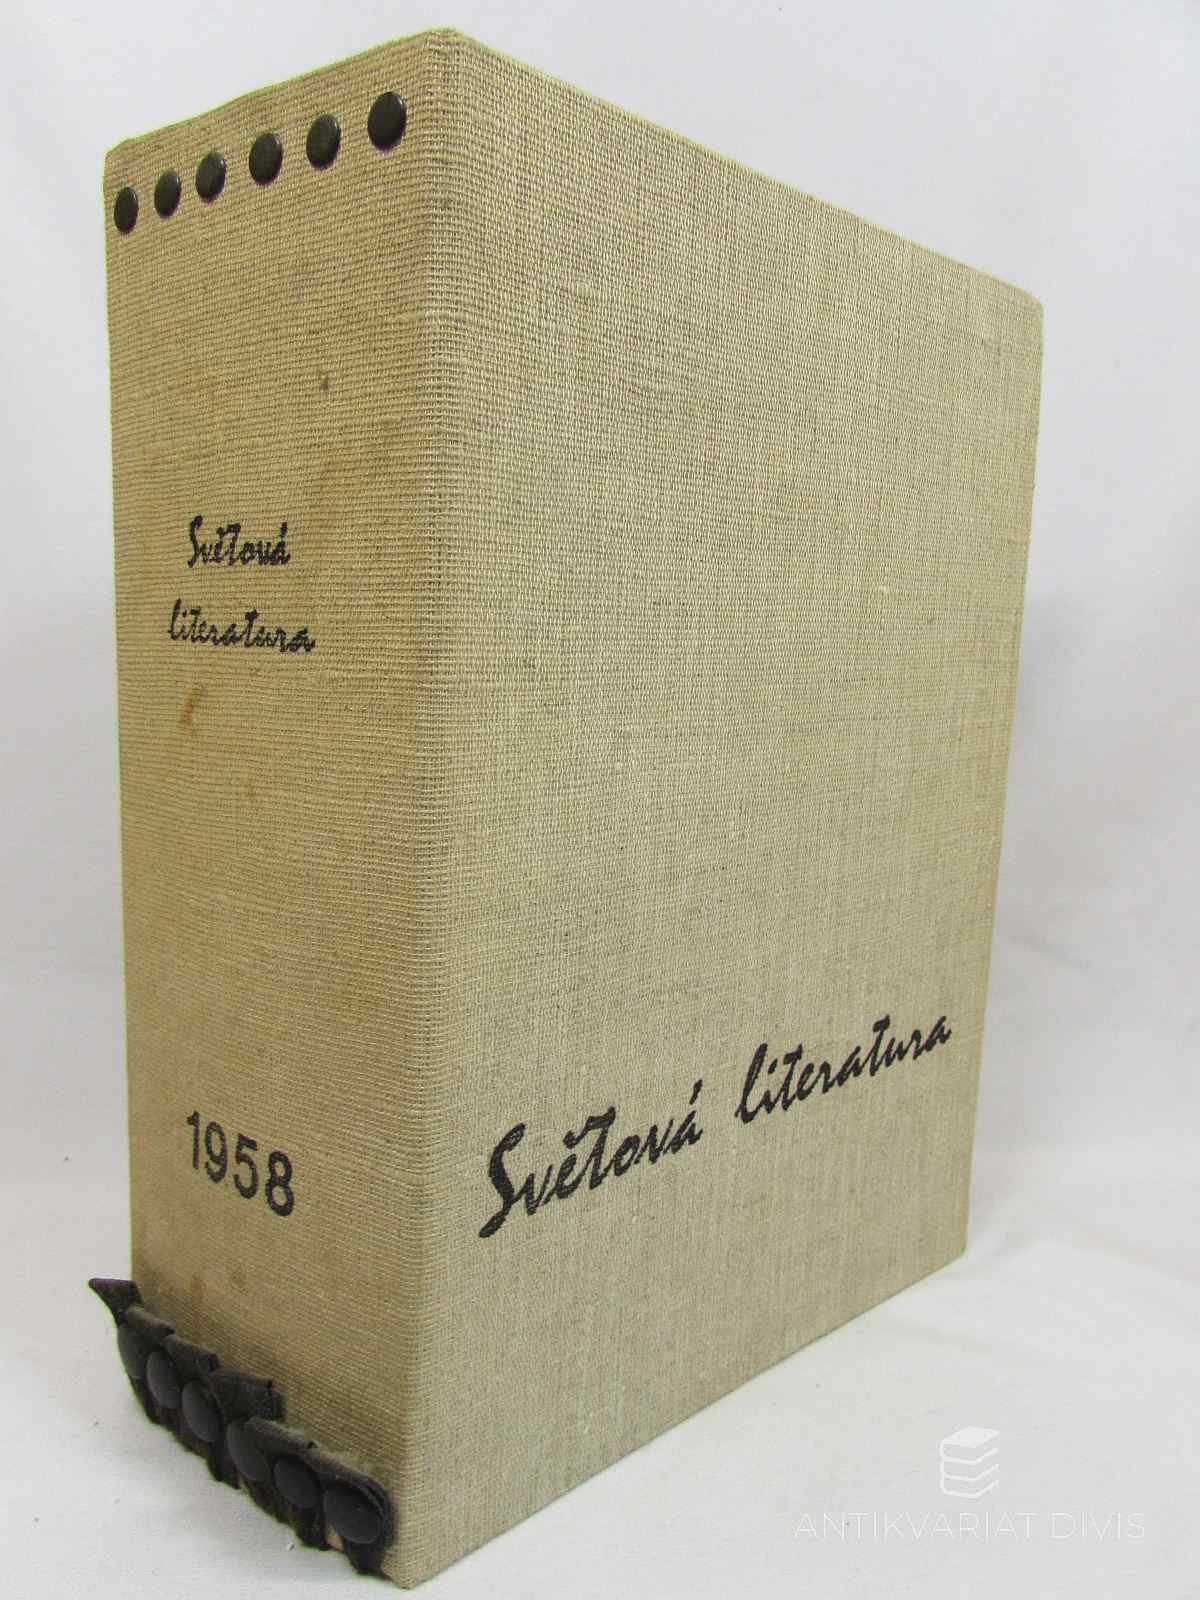 Světová
literatura
1958
Světová literatura
ANTIKVARIAT DIVIS